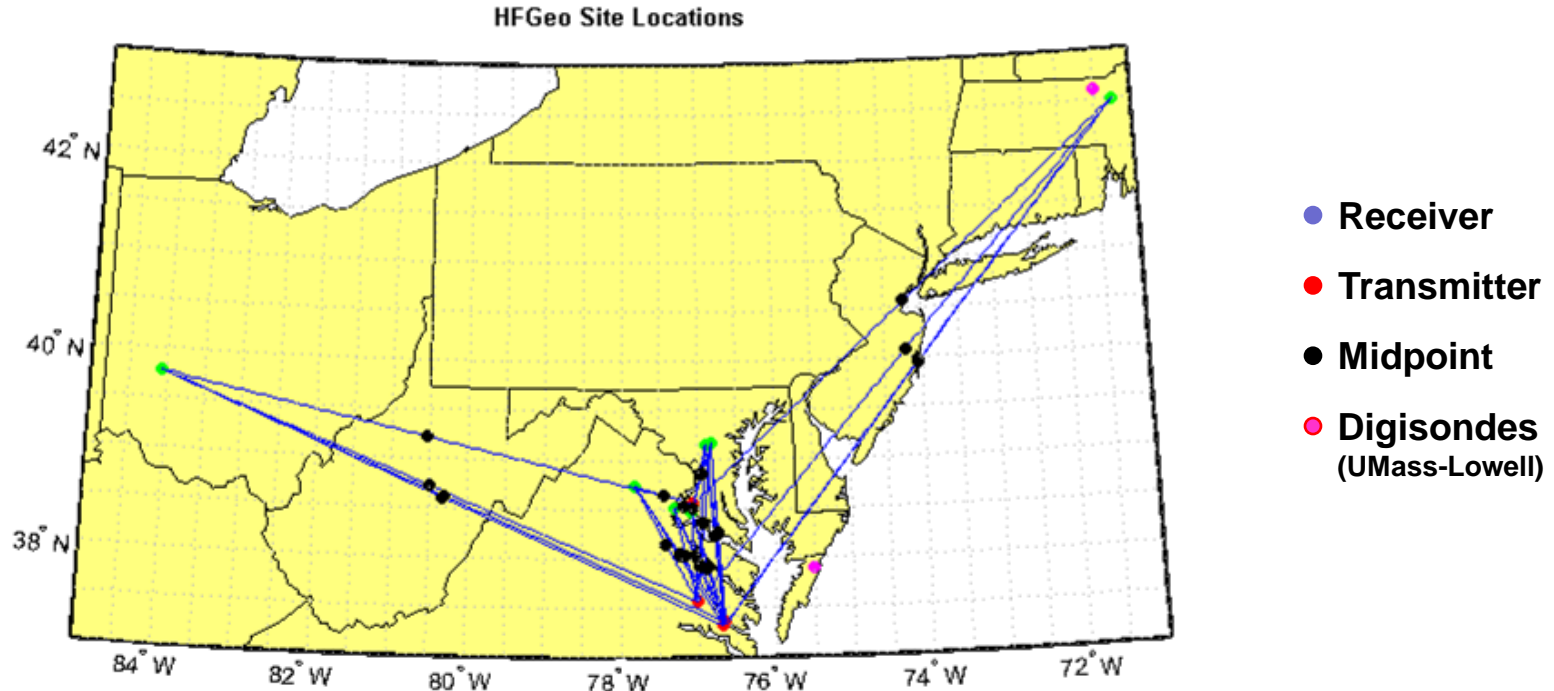 HFGeo Site Locations
42° N
40° N
38° N
84° W
82° W
80° W
78° W
76° W
74° W
72° W
Receiver
Transmitter
Midpoint
Digisondes
(UMass-Lowell)